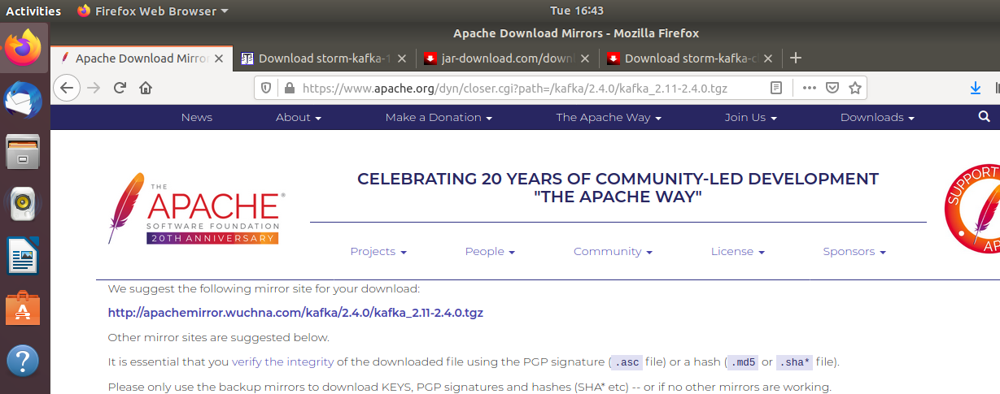 Activities Firefox Web Browser Tue 16:43
Apache Download Mirrors - Mozilla Firefox
Apache Download Mirror Download storm-kafka-1 jar-download.com/down Download storm-kafka-c
https://www.apache.org/dyn/closer.cgi?path=/kafka/2.4.0/kafka_2.11-2.4.0.tgz
News About Make a Donation The Apache Way Join Us Downloads
THE
APACHE®
SOFTWARE FOUNDATION
20TH ANNIVERSARY
CELEBRATING 20 YEARS OF COMMUNITY-LED DEVELOPMENT
"THE APACHE WAY"
SUPPORT
AP
Projects People Community License Sponsors
We suggest the following mirror site for your download:
http://apachemirror.wuchna.com/kafka/2.4.0/kafka_2.11-2.4.0.tgz
Other mirror sites are suggested below.
It is essential that you verify the integrity of the downloaded file using the PGP signature (.asc file) or a hash (.md5 or .sha* file).
Please only use the backup mirrors to download KEYS, PGP signatures and hashes (SHA* etc) -- or if no other mirrors are working.